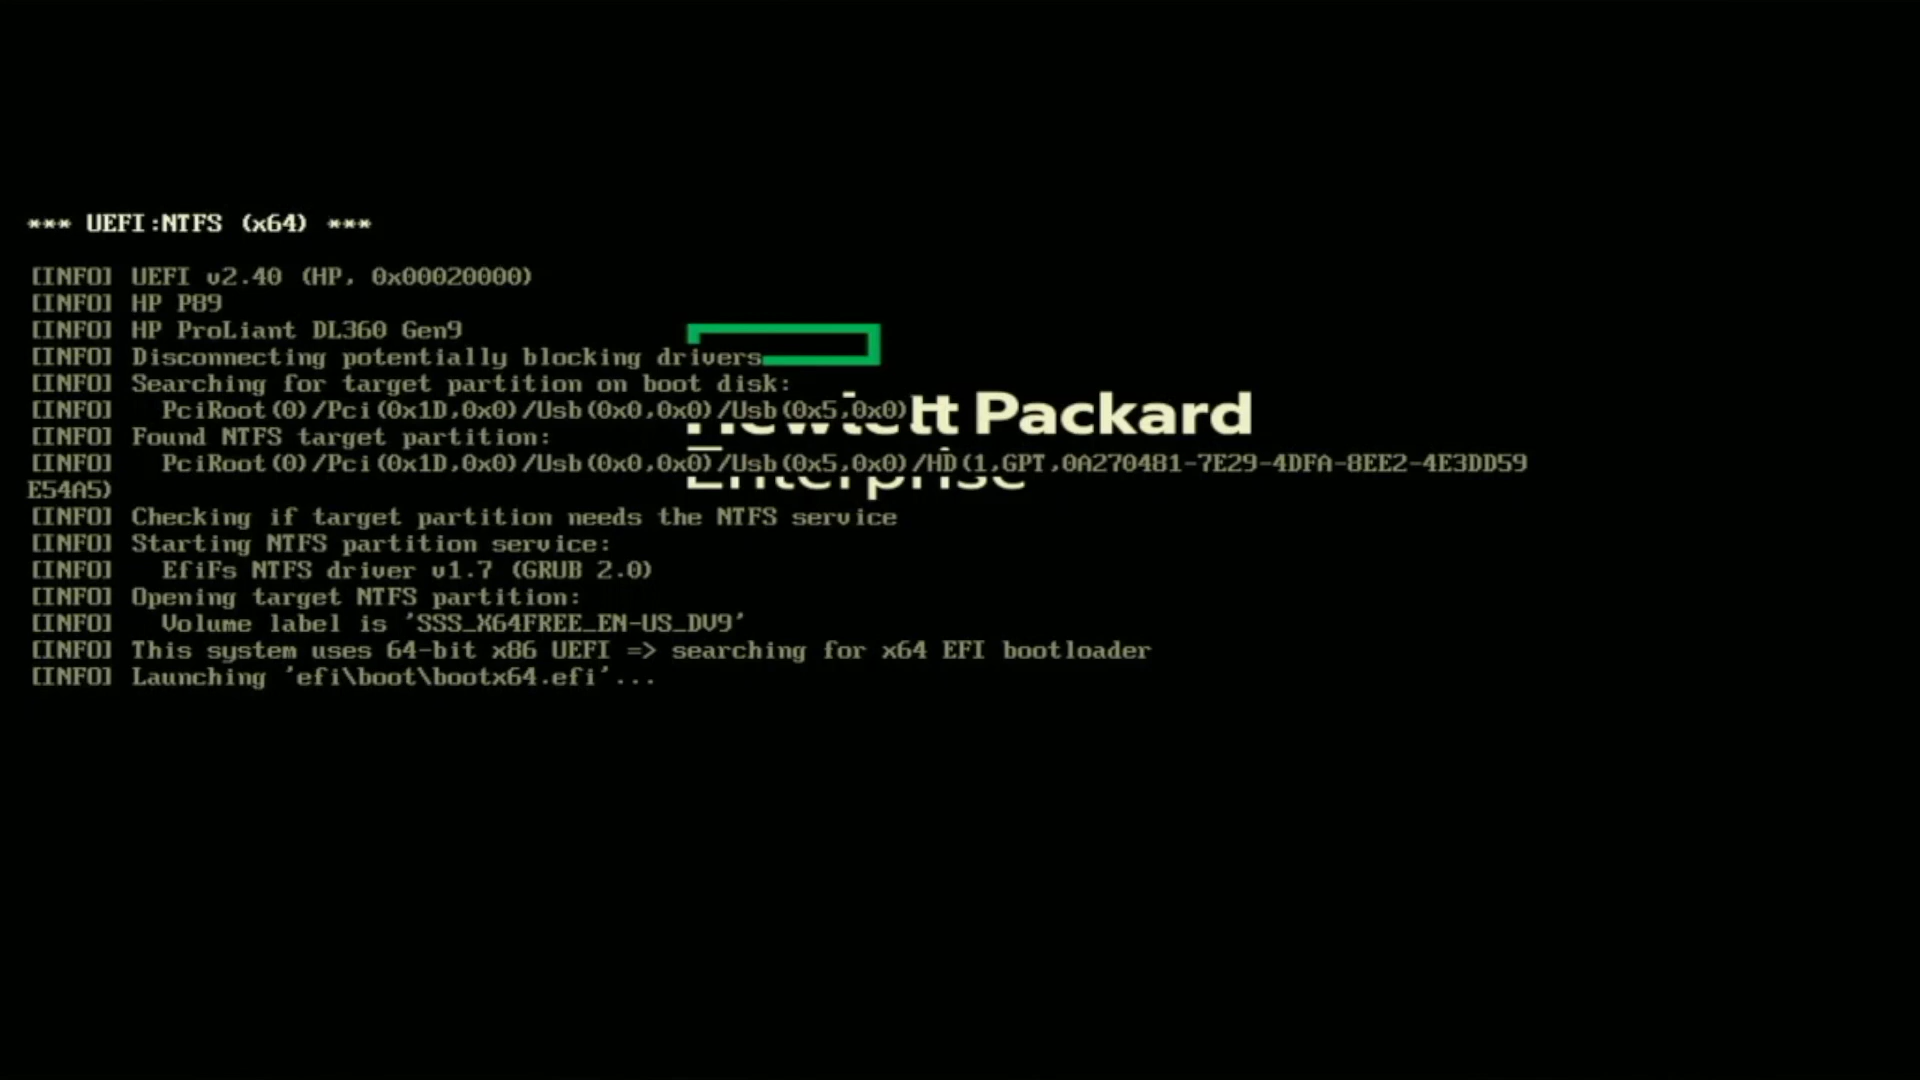 *** UEFI:NTFS (x64) ***
[INFO] UEFI v2.40 (HP, 0x00020000)
[INFO] HP P89
[INFO] HP ProLiant DL360 Gen9
[INFO] Disconnecting potentially blocking drivers
[INFO] Searching for target partition on boot disk:
[INFO]   PciRoot(0)/Pci(0x1D,0x0)/Usb(0x0,0x0)/Usb(0x5,0x0)
Hewlett Packard
[INFO] Found NTFS target partition:
[INFO]   PciRoot(0)/Pci(0x1D,0x0)/Usb(0x0,0x0)/Usb(0x5,0x0)/HD(1,GPT,0A270481-7E29-4DFA-8EE2-4E3DD59
Enterprise
E54A5)
[INFO] Checking if target partition needs the NTFS service
[INFO] Starting NTFS partition service:
[INFO]   EfiFs NTFS driver v1.7 (GRUB 2.0)
[INFO] Opening target NTFS partition:
[INFO]   Volume label is 'SSS_X64FREE_EN-US_DV9'
[INFO] This system uses 64-bit x86 UEFI => searching for x64 EFI bootloader
[INFO] Launching 'efi\boot\bootx64.efi'...